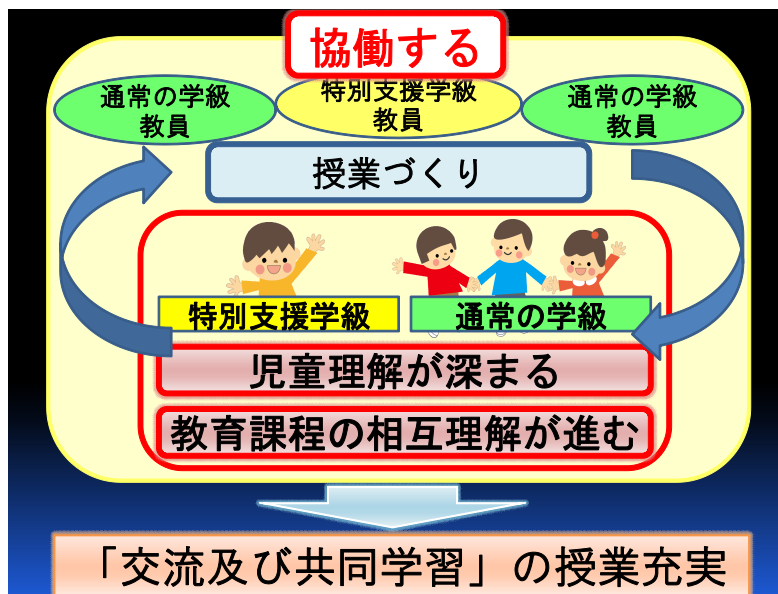 協働する
通常の学級
教員
特別支援学級
教員
通常の学級
教員
授業づくり
特別支援学級
通常の学級
児童理解が深まる
教育課程の相互理解が進む
「交流及び共同学習」の授業充実